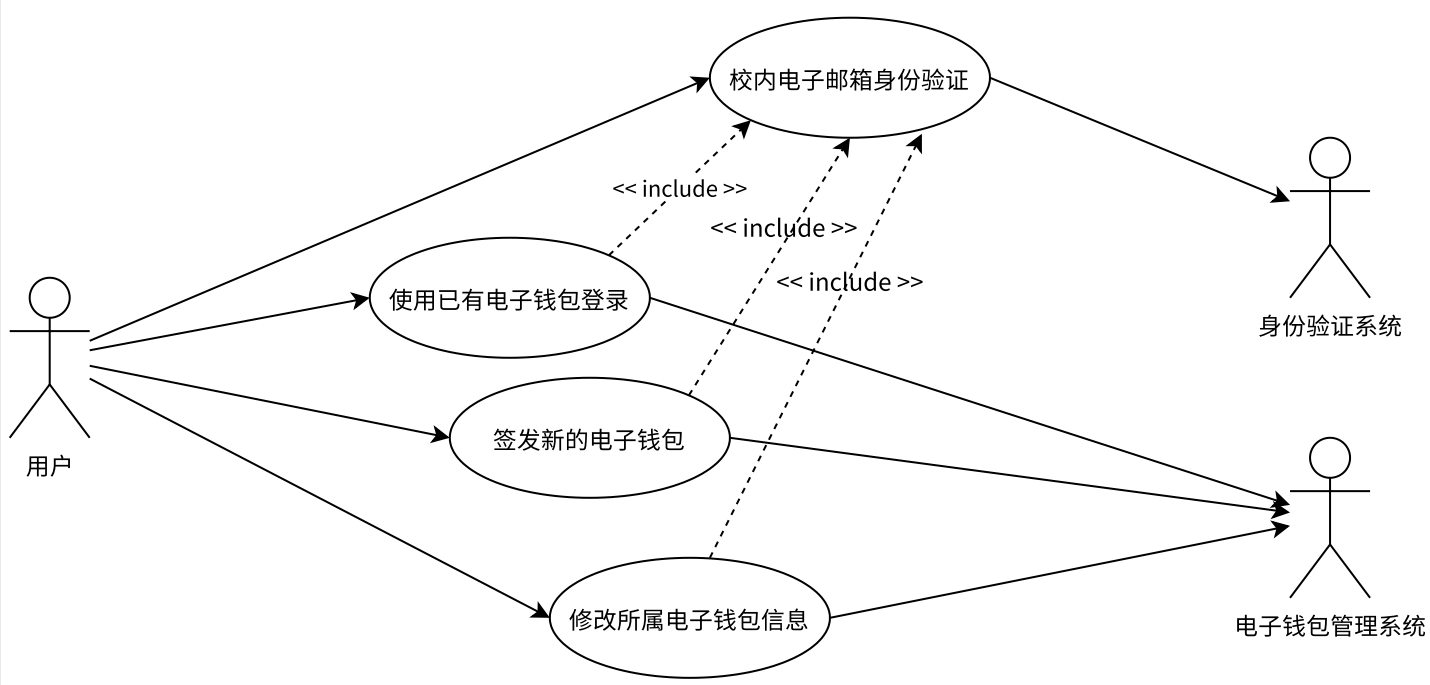 校内电子邮箱身份验证
<< include >>
<< include >>
<< include >>
使用已有电子钱包登录
身份验证系统
签发新的电子钱包
用户
修改所属电子钱包信息
电子钱包管理系统